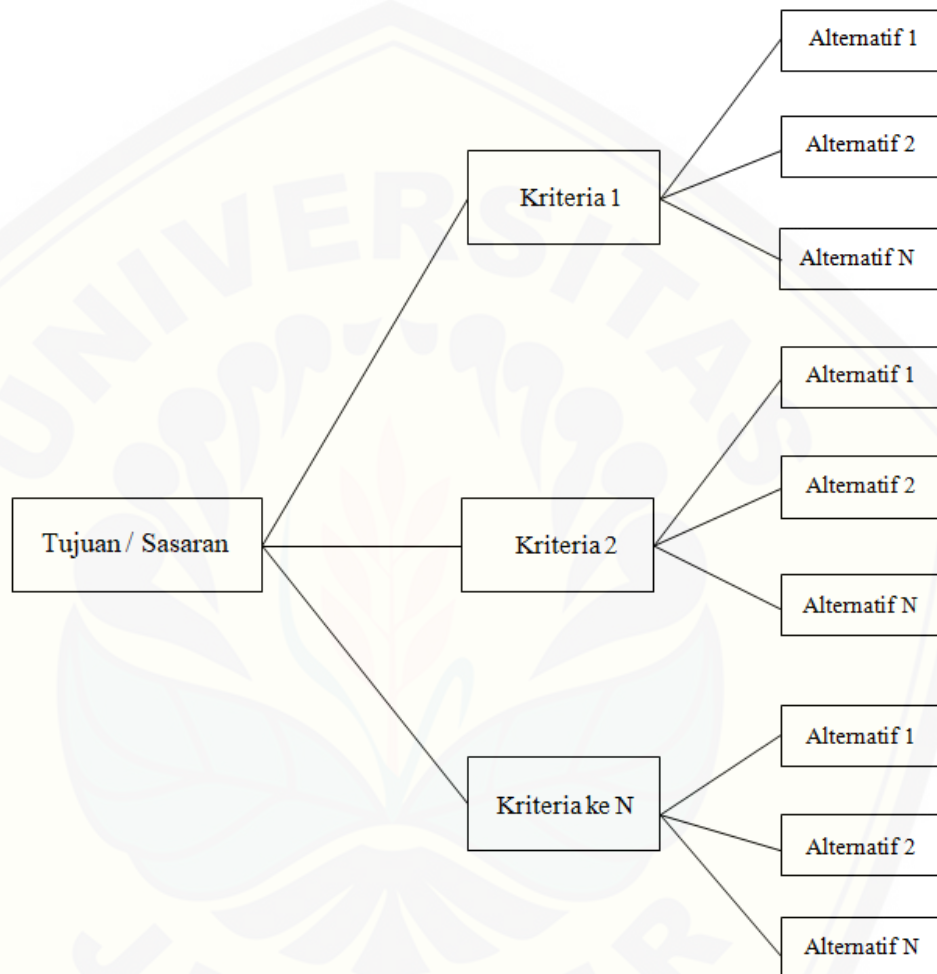 Tujuan / Sasaran
Kriteria 1
Alternatif 1
Alternatif 2
Alternatif N
Kriteria 2
Alternatif 1
Alternatif 2
Alternatif N
Kriteria ke N
Alternatif 1
Alternatif 2
Alternatif N
UNIVERSITAS